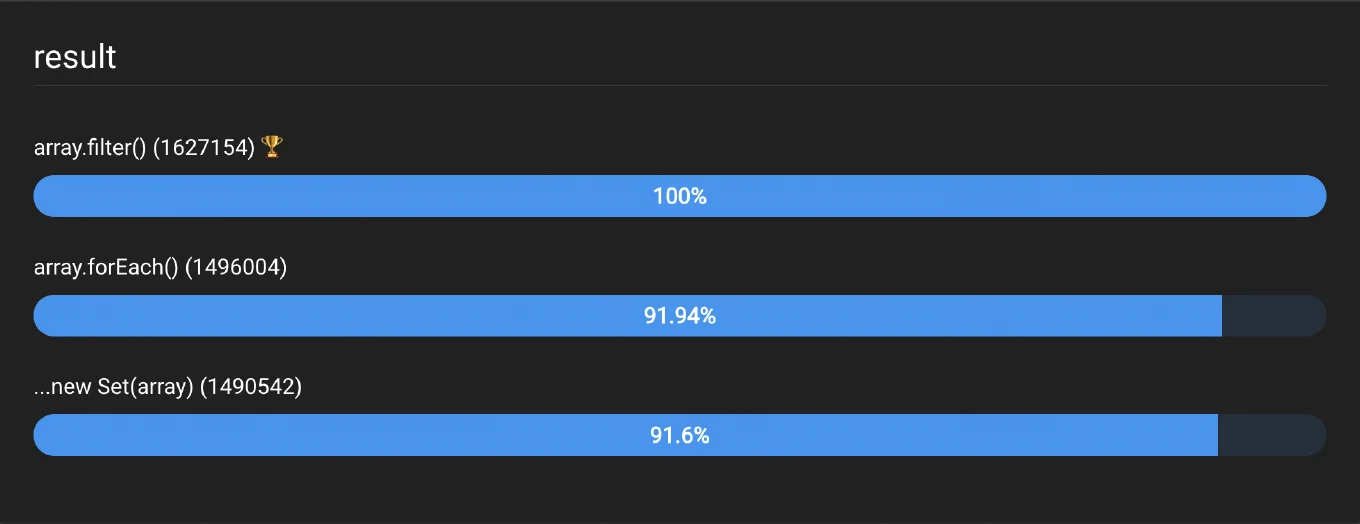 result
array.filter() (1627154) 🏆
100%
array.forEach() (1496004)
91.94%
...new Set(array) (1490542)
91.6%